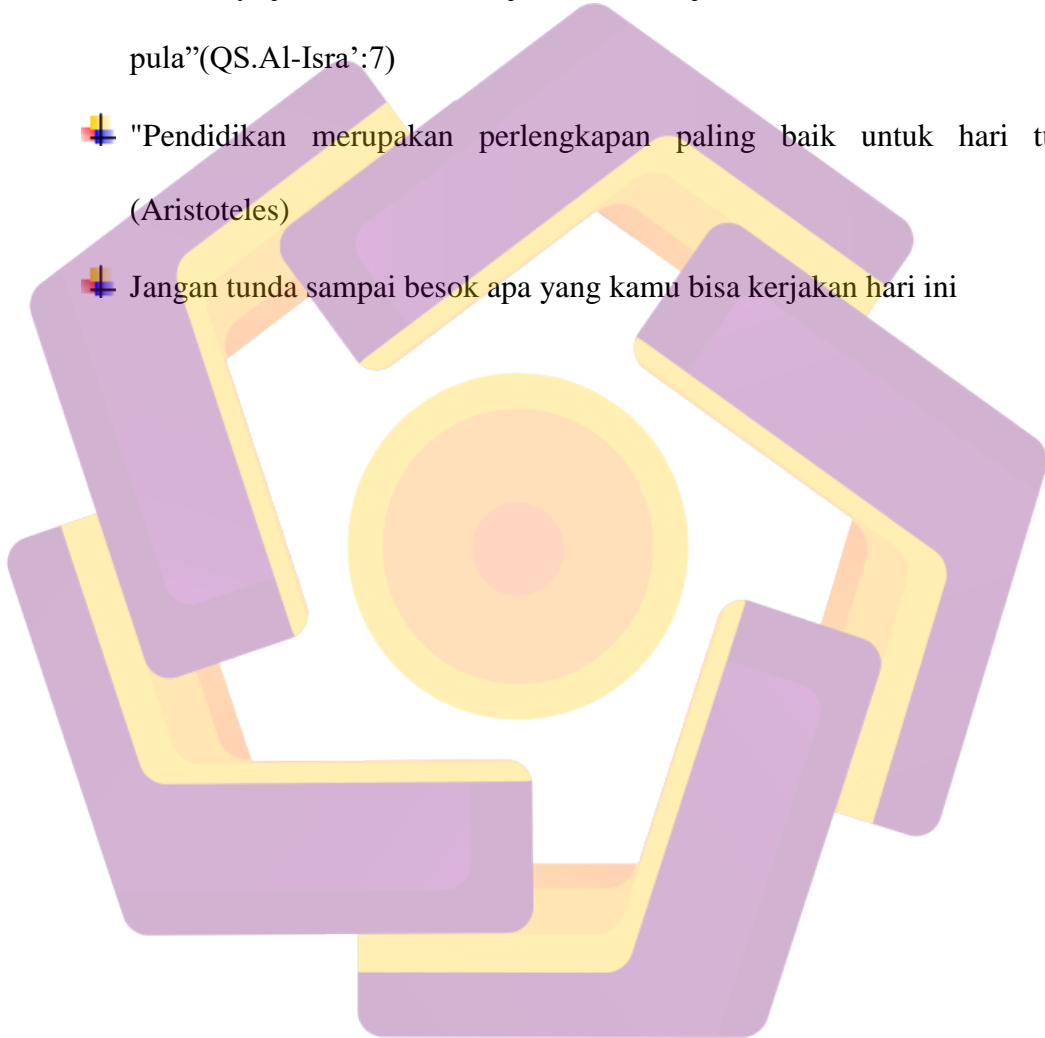 pula”(QS.Al-Isra’:7)
"Pendidikan merupakan perlengkapan paling baik untuk hari
(Aristoteles)
Jangan tunda sampai besok apa yang kamu bisa kerjakan hari ini